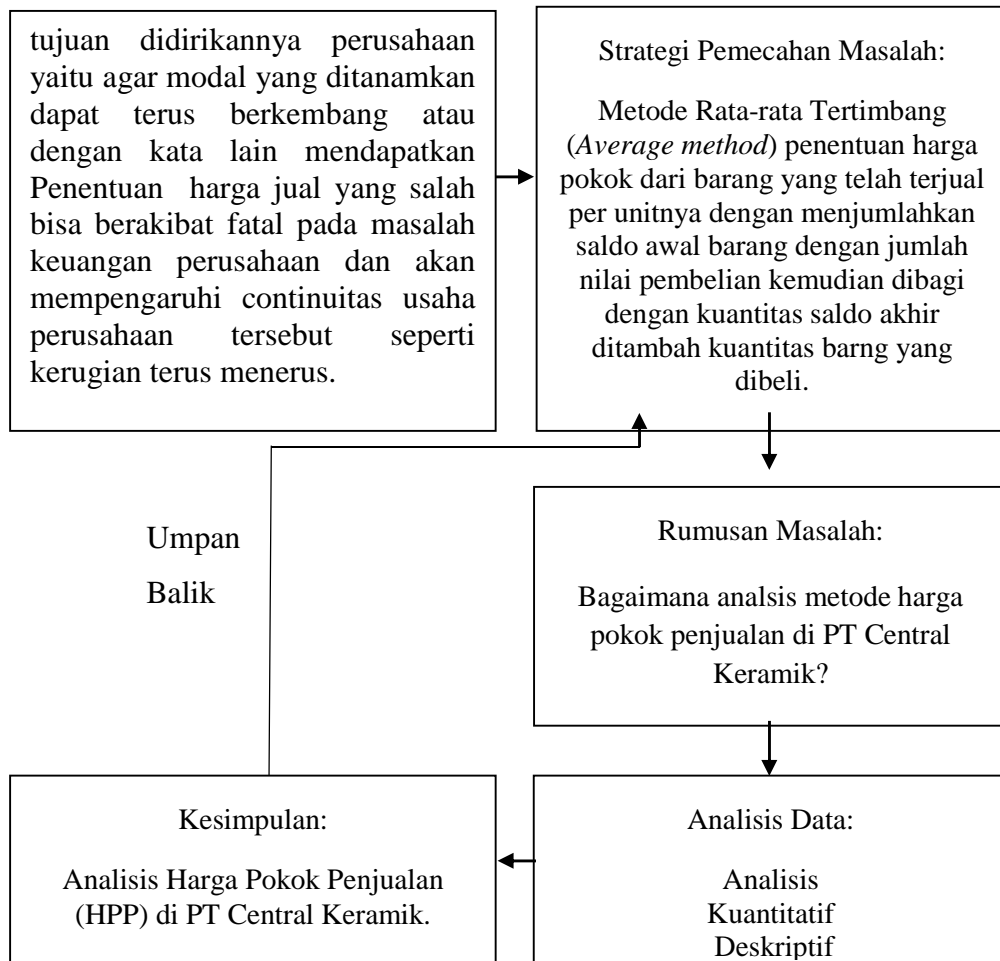 tujuan didirikannya perusahaan
yaitu agar modal yang ditanamkan
dapat terus berkembang atau
dengan kata lain mendapatkan
Penentuan harga jual yang salah
bisa berakibat fatal pada masalah
keuangan perusahaan dan akan
mempengaruhi continuitas usaha
perusahaan tersebut seperti
kerugian terus menerus.
Strategi Pemecahan Masalah:
Metode Rata-rata Tertimbang
(Average method) penentuan harga
pokok dari barang yang telah terjual
per unitnya dengan menjumlahkan
saldo awal barang dengan jumlah
nilai pembelian kemudian dibagi
dengan kuantitas saldo akhir
ditambah kuantitas barng yang
dibeli.
Umpan
Balik
Rumusan Masalah:
Bagaimana analsis metode harga
pokok penjualan di PT Central
Keramik?
Kesimpulan:
Analisis Harga Pokok Penjualan
(HPP) di PT Central Keramik.
Analisis Data:
Analisis
Kuantitatif
Deskriptif